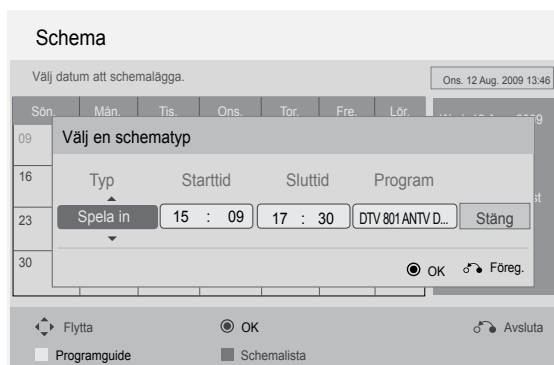 Schema
Välj datum att schemalägga.
Ons. 12 Aug. 2009 13:46
Sön. Mån. Tis. Ons. Tor. Fre. Lör.
09
Välj en schematyp
16
Typ Starttid Sluttid Program
23
Spela in 15 : 09 17 : 30 DTV 801 ANTV D... Stäng
30
OK Föreg.
Flytta OK Avsluta
Programguide Schemalista